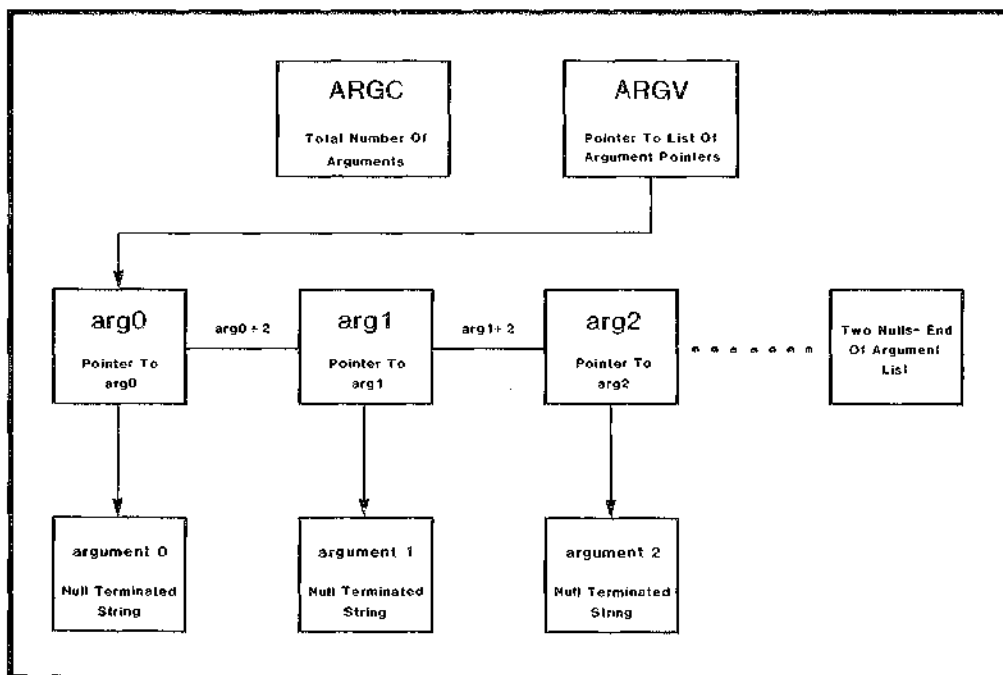 ARGC
Total Number Of
Arguments
ARGV
Pointer To List Of
Argument Pointers
arg0
Pointer To
arg0
arg0 + 2
arg1
Pointer To
arg1
arg1+ 2
arg2
Pointer To
arg2
Two Nulls- End
Of Argument
List
argument 0
Null Terminated
String
argument 1
Null Terminated
String
argument 2
Null Terminated
String